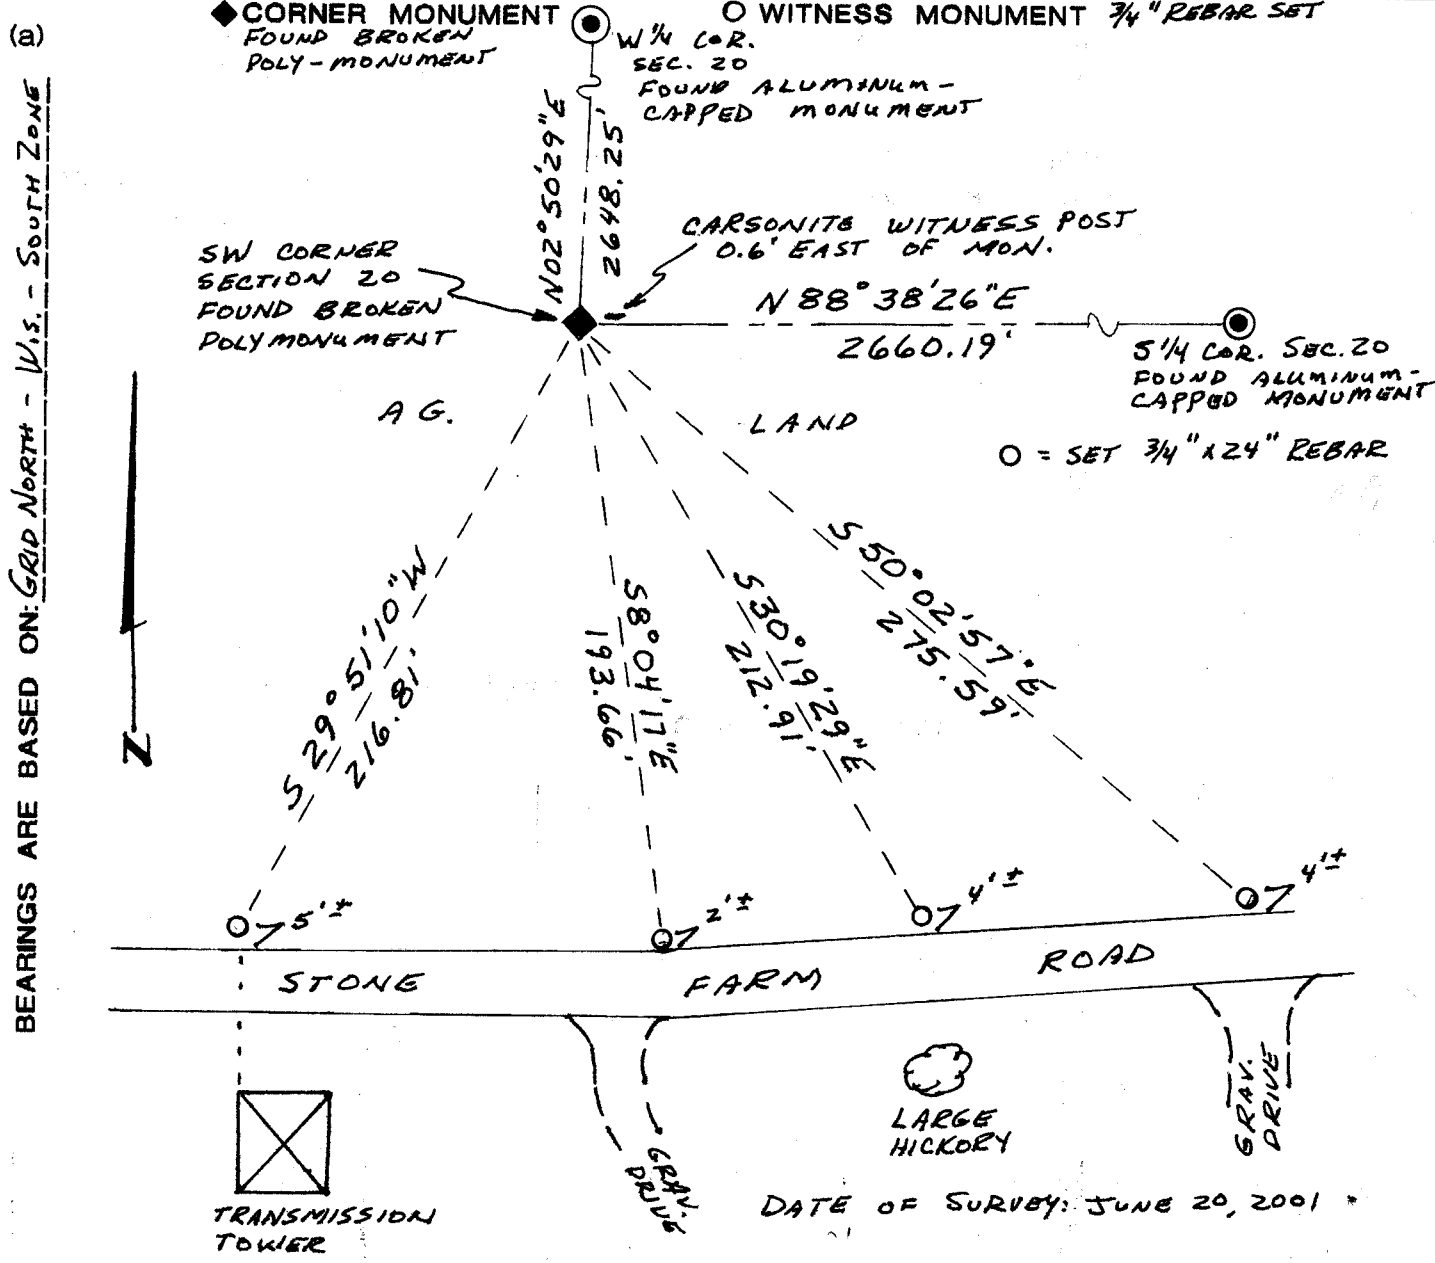 (a)
◆ CORNER MONUMENT
FOUND BROKEN
POLY-MONUMENT
O WITNESS MONUMENT 3/4" REBAR SET
W 1/4 COR.
SEC. 20
FOUND ALUMINUM-
CAPPED MONUMENT
BEARINGS ARE BASED ON: GRID NORTH - W.S. - SOUTH ZONE
N02°50'29"E
2648.25'
CARSONITE WITNESS POST
0.6' EAST OF MON.
SW CORNER
SECTION 20
FOUND BROKEN
POLYMONUMENT
N 88°38'26"E
2660.19'
S 1/4 COR. SEC. 20
FOUND ALUMINUM-
CAPPED MONUMENT
AG. LAND
O = SET 3/4" x 24" REBAR
S 29°51'10"W
216.81'
S8°04'17"E
193.66'
S30°19'29"E
212.91'
S 50°02'57"E
275.59'
N
5'±
2'±
4'±
4'±
STONE FARM ROAD
LARGE
HICKORY
GRAV.
DRIVE
GRAV.
DRIVE
TRANSMISSION
TOWER
DATE OF SURVEY: JUNE 20, 2001